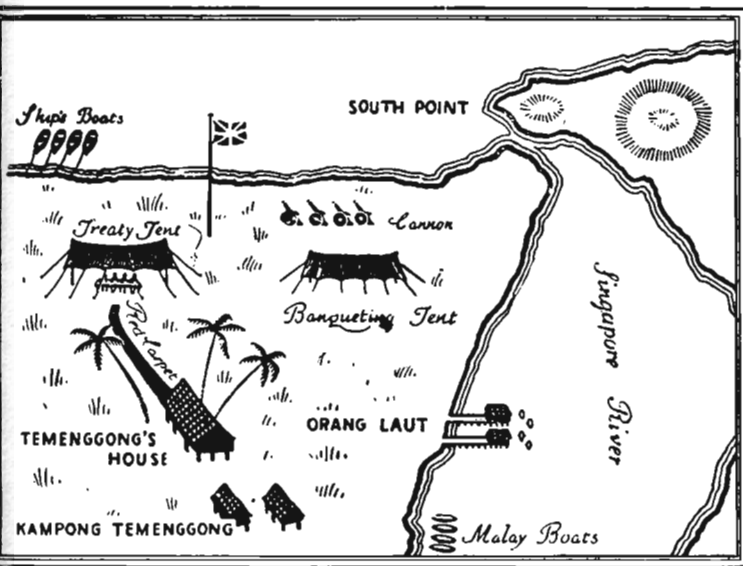 Ship's Boats
SOUTH POINT
Treaty Tent
Cannon
Red Carpet
Banqueting Tent
Singapore River
TEMENGGONG'S
HOUSE
ORANG LAUT
KAMPONG TEMENGGONG
Malay Boats